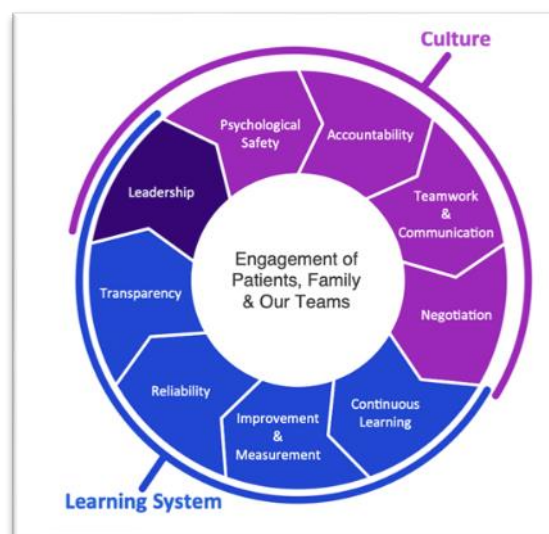 Culture
Psychological
Safety
Accountability
Teamwork
&
Communication
Negotiation
Continuous
Learning
Improvement
&
Measurement
Reliability
Transparency
Leadership
Engagement of
Patients, Family
& Our Teams
Learning System